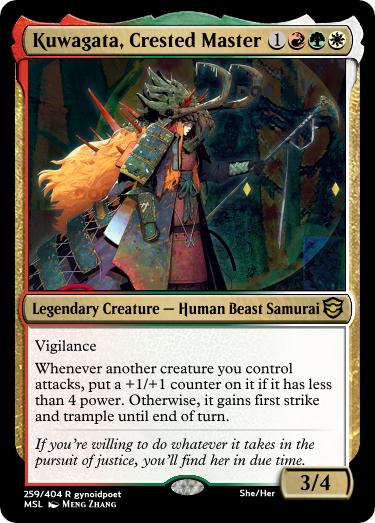 Kuwagata, Crested Master 1
Legendary Creature — Human Beast Samurai
Vigilance
Whenever another creature you control
attacks, put a +1/+1 counter on it if it has less
than 4 power. Otherwise, it gains first strike
and trample until end of turn.
If you're willing to do whatever it takes in the
pursuit of justice, you'll find her in due time.
3/4
259/404 R gynoidpoet She/Her
MSL Meng Zhang